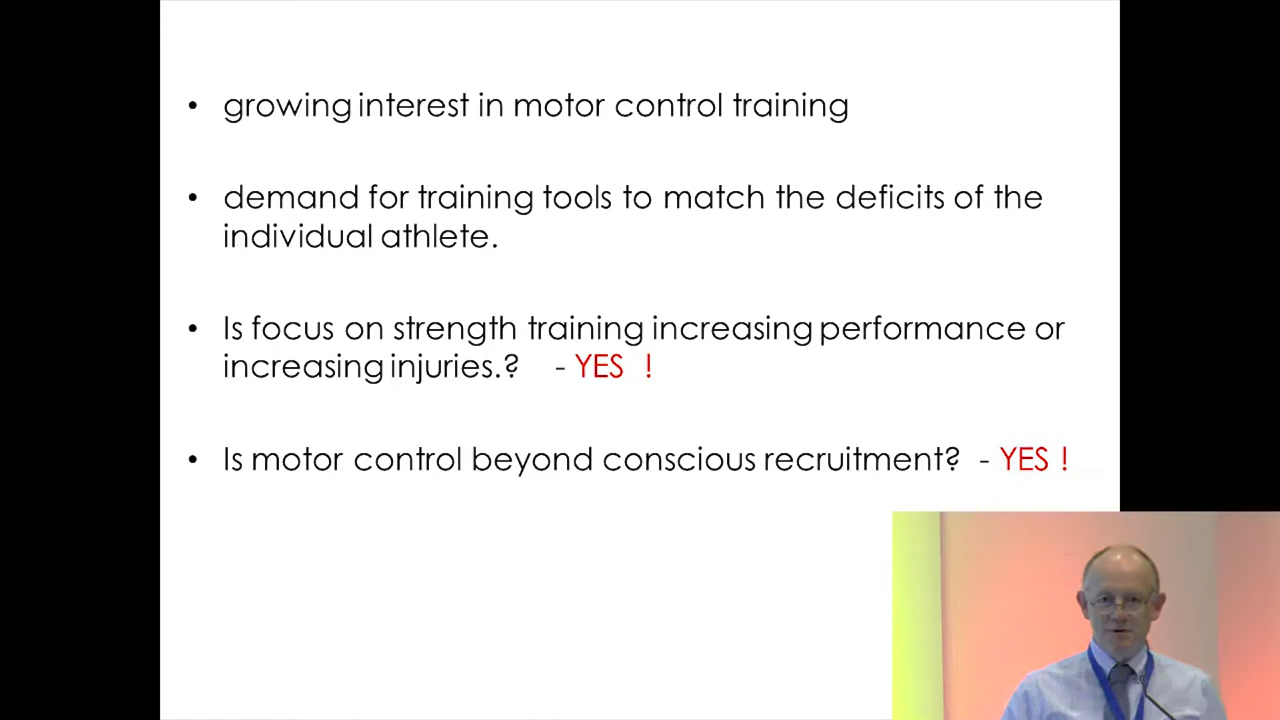 • growing interest in motor control training
• demand for training tools to match the deficits of the
individual athlete.
• Is focus on strength training increasing performance or
increasing injuries.? - YES !
• Is motor control beyond conscious recruitment? - YES !